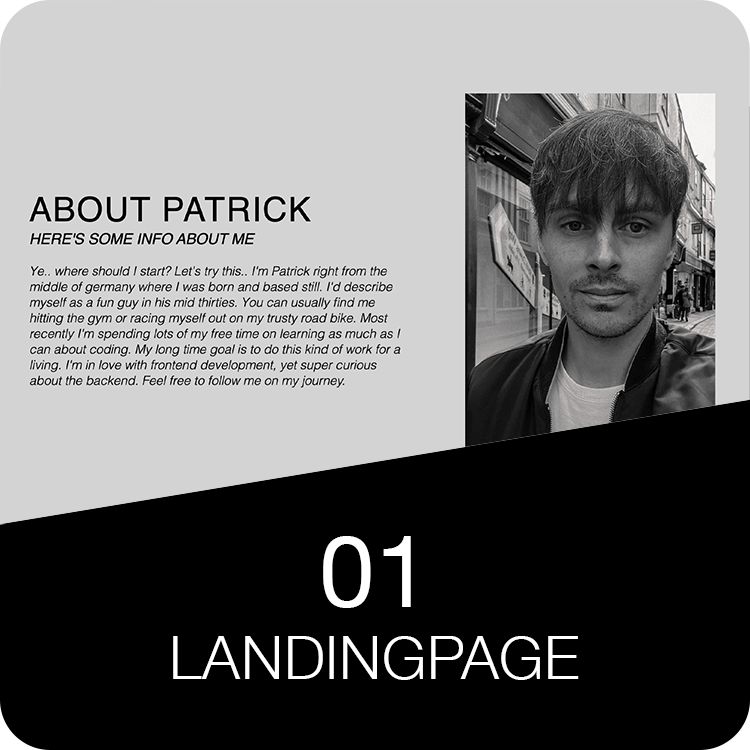 ABOUT PATRICK
HERE'S SOME INFO ABOUT ME
Ye.. where should I start? Let's try this.. I'm Patrick right from the
middle of germany where I was born and based still. I'd describe
myself as a fun guy in his mid thirties. You can usually find me
hitting the gym or racing myself out on my trusty road bike. Most
recently I'm spending lots of my free time on learning as much as I
can about coding. My long time goal is to do this kind of work for a
living. I'm in love with frontend development, yet super curious
about the backend. Feel free to follow me on my journey.
01
LANDINGPAGE